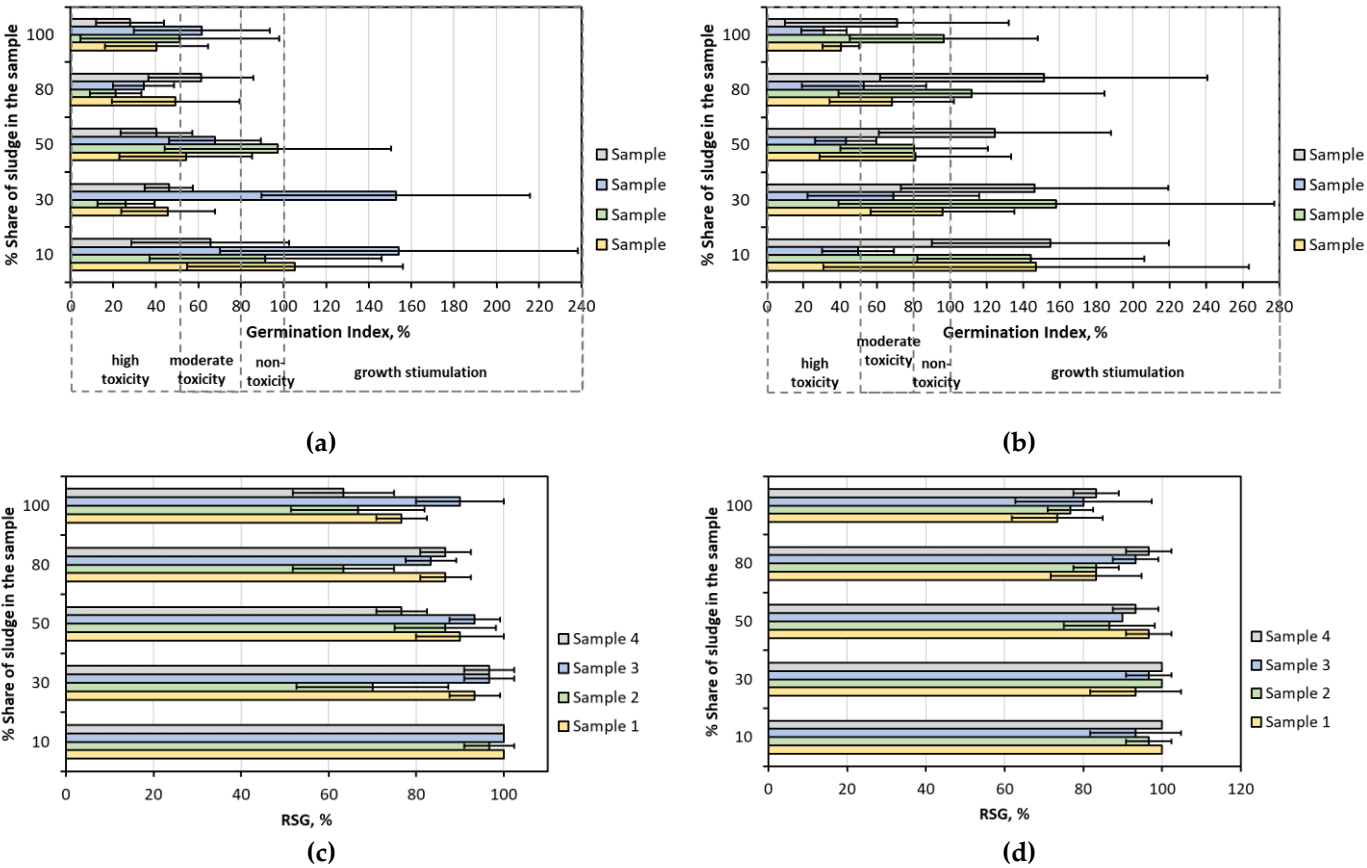 % Share of sludge in the sample
100
80
50
30
10
0 20 40 60 80 100 120 140 160 180 200 220 240
Germination Index, %
high
toxicity
moderate
toxicity
non-
toxicity
growth stiumulation
Sample
Sample
Sample
Sample
(a)
% Share of sludge in the sample
100
80
50
30
10
0 20 40 60 80 100 120 140 160 180 200 220 240 260 280
Germination Index, %
high
toxicity
moderate
toxicity
non-
toxicity
growth stiumulation
Sample
Sample
Sample
Sample
(b)
% Share of sludge in the sample
100
80
50
30
10
0 20 40 60 80 100
RSG, %
Sample 4
Sample 3
Sample 2
Sample 1
(c)
% Share of sludge in the sample
100
80
50
30
10
0 20 40 60 80 100 120
RSG, %
Sample 4
Sample 3
Sample 2
Sample 1
(d)